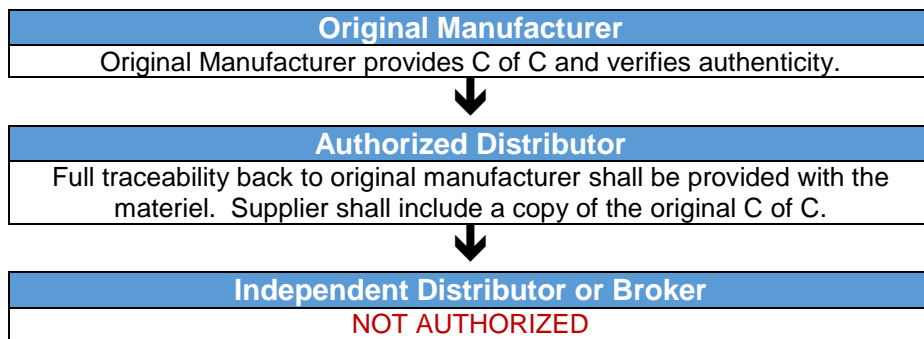 Original Manufacturer
Original Manufacturer provides C of C and verifies authenticity.
Authorized Distributor
Full traceability back to original manufacturer shall be provided with the
materiel. Supplier shall include a copy of the original C of C.
Independent Distributor or Broker
NOT AUTHORIZED